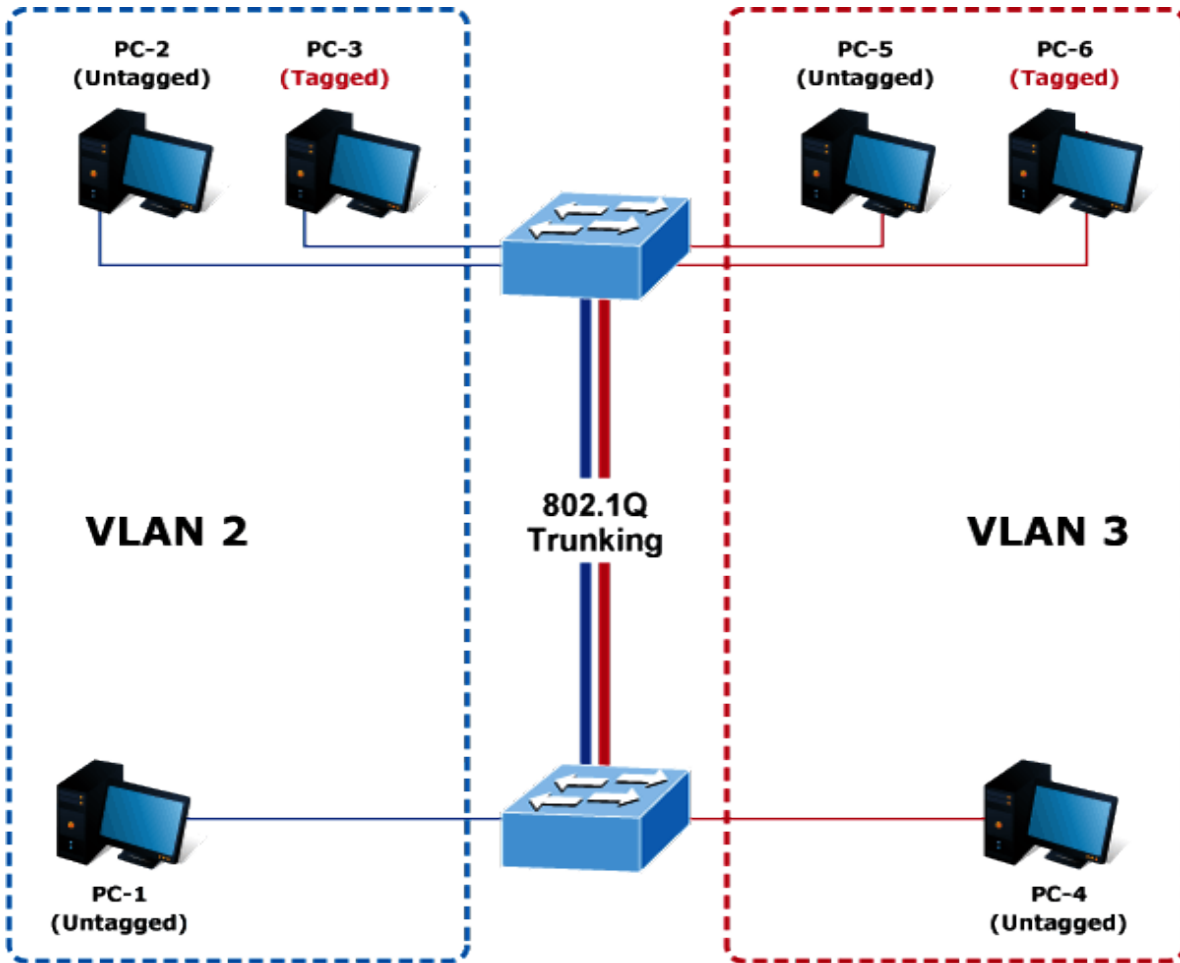 PC-2
(Untagged)
PC-3
(Tagged)
PC-5
(Untagged)
PC-6
(Tagged)
VLAN 2
802.1Q
Trunking
VLAN 3
PC-1
(Untagged)
PC-4
(Untagged)